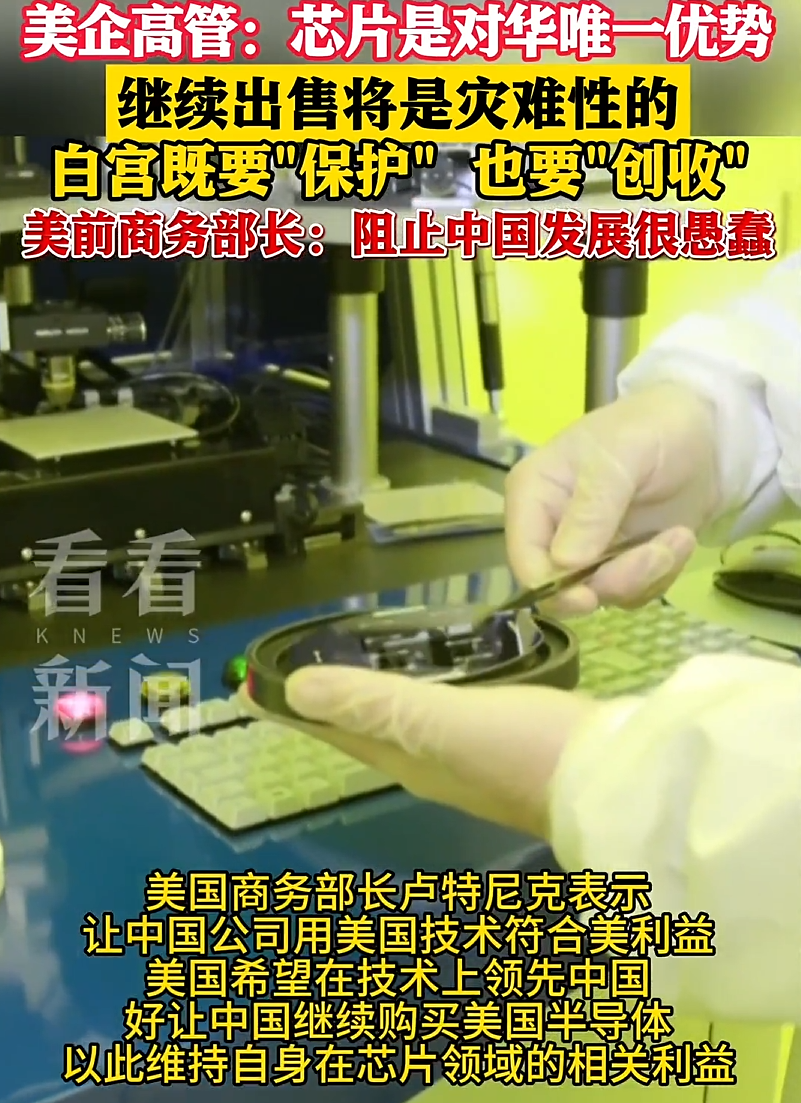 美企高管：芯片是对华唯一优势
继续出售将是灾难性的
白宫既要"保护" 也要"创收"
美前商务部长：阻止中国发展很愚蠢
看看
KNEWS
新闻
美国商务部长卢特尼克表示
让中国公司用美国技术符合美利益
美国希望在技术上领先中国
好让中国继续购买美国半导体
以此维持自身在芯片领域的相关利益